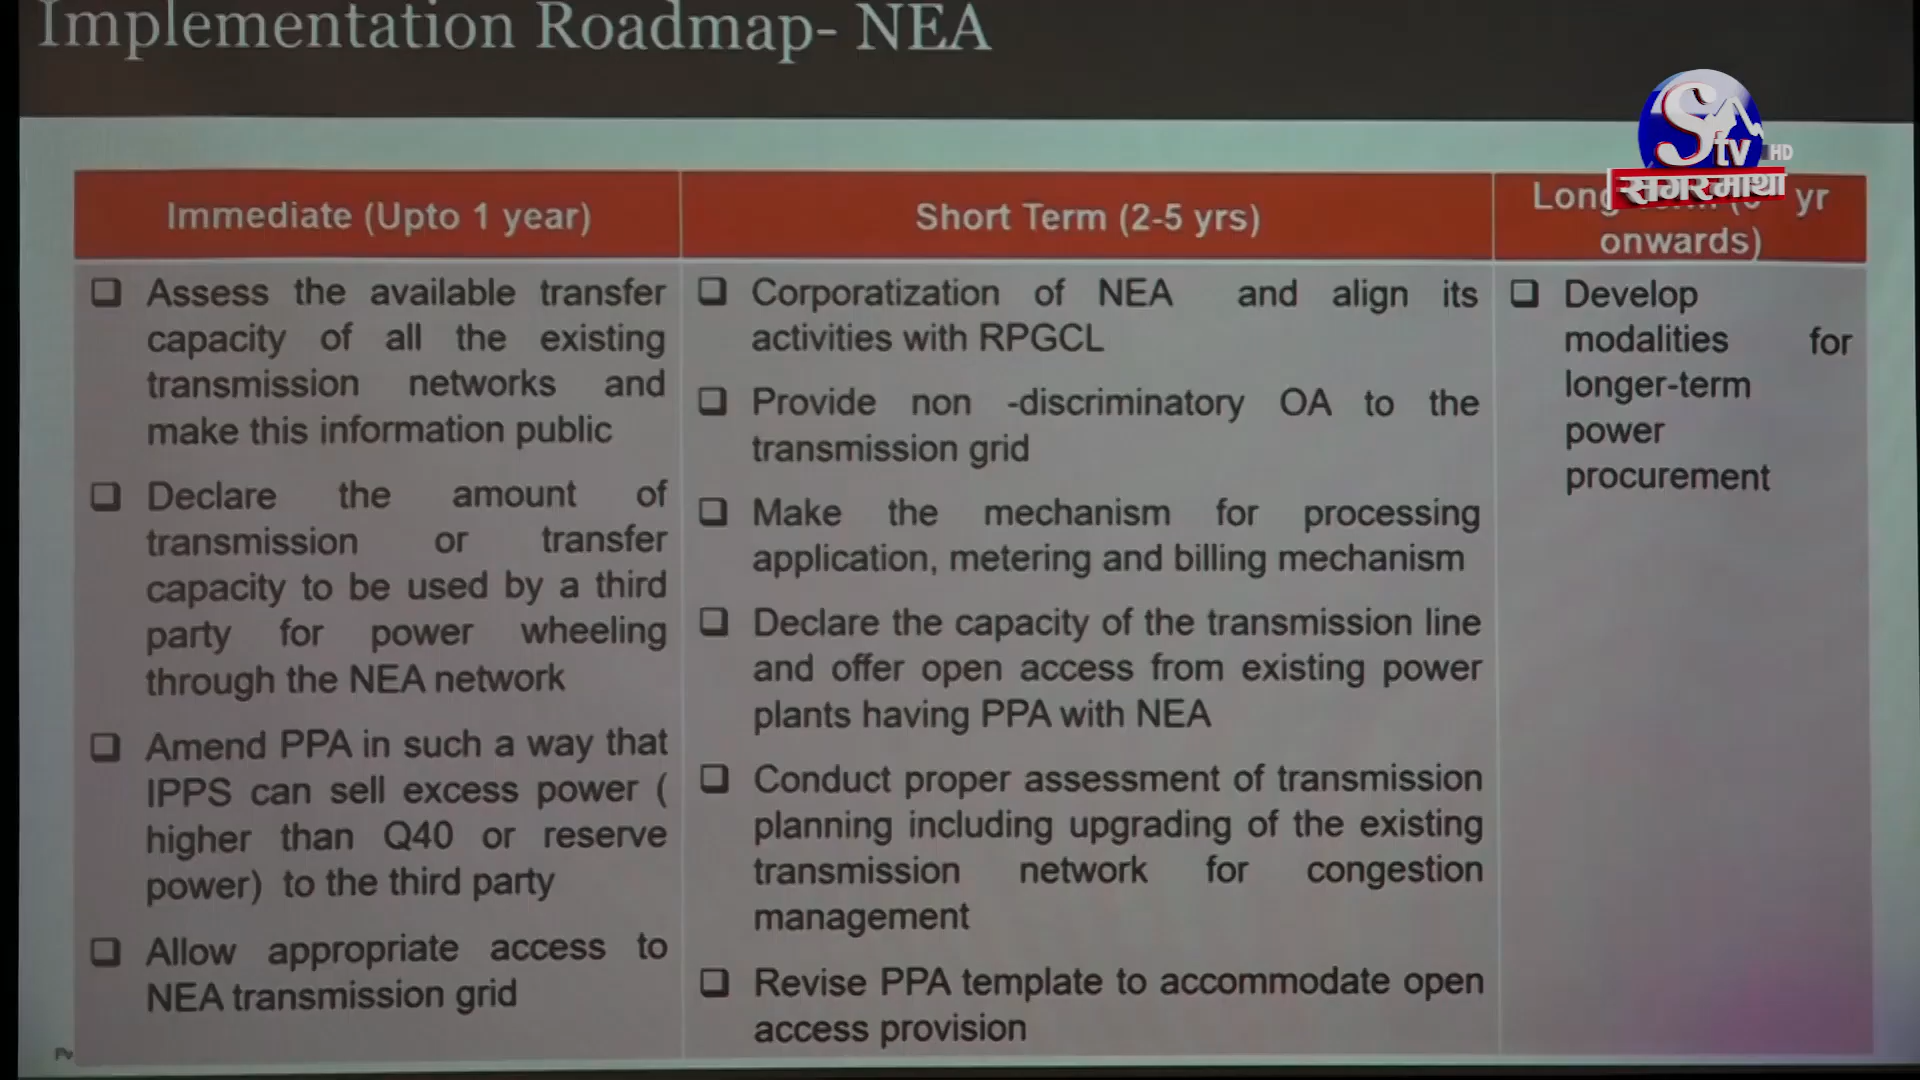 Implementation Roadmap- NEA
S
tv HD
सगरमाथा
Immediate (Upto 1 year)
Short Term (2-5 yrs)
Long yr
onwards)
❑ Assess the available transfer
capacity of all the existing
transmission networks and
make this information public
❑ Declare the amount of
transmission or transfer
capacity to be used by a third
party for power wheeling
through the NEA network
❑ Amend PPA in such a way that
IPPS can sell excess power (
higher than Q40 or reserve
power) to the third party
❑ Allow appropriate access to
NEA transmission grid
❑ Corporatization of NEA and align its
activities with RPGCL
❑ Provide non -discriminatory OA to the
transmission grid
❑ Make the mechanism for processing
application, metering and billing mechanism
❑ Declare the capacity of the transmission line
and offer open access from existing power
plants having PPA with NEA
❑ Conduct proper assessment of transmission
planning including upgrading of the existing
transmission network for congestion
management
❑ Revise PPA template to accommodate open
access provision
❑ Develop
modalities for
longer-term
power
procurement